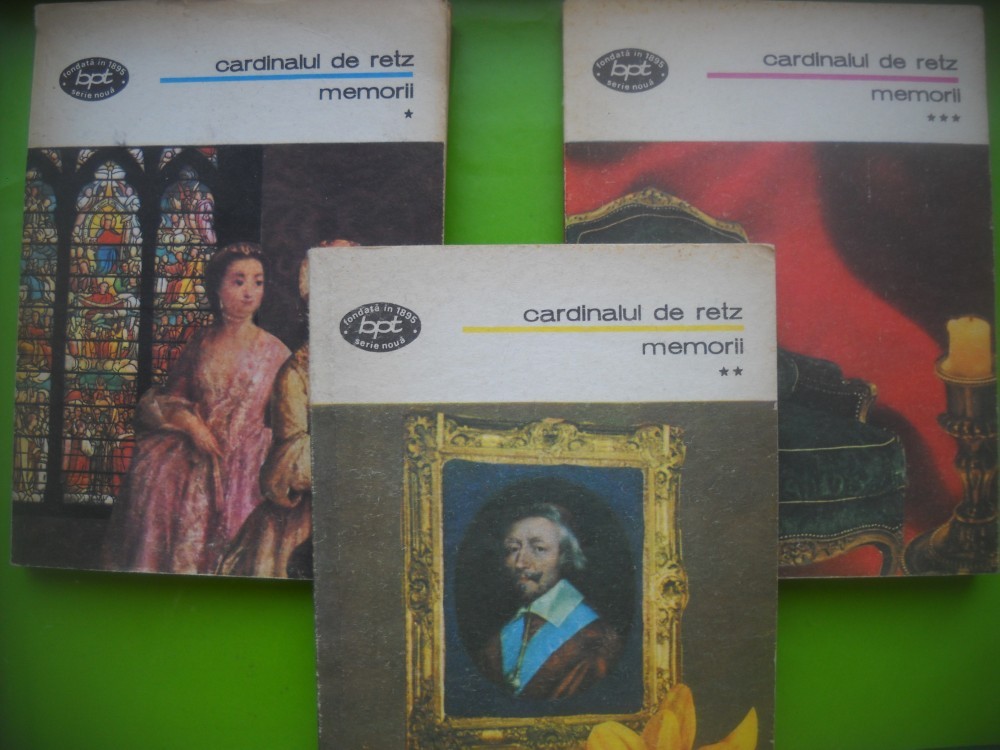 fondată în 1895
bpt
serie nouă
cardinalul de retz
memorii
*
fondată în 1895
bpt
serie nouă
cardinalul de retz
memorii
***
fondată în 1895
bpt
serie nouă
cardinalul de retz
memorii
**